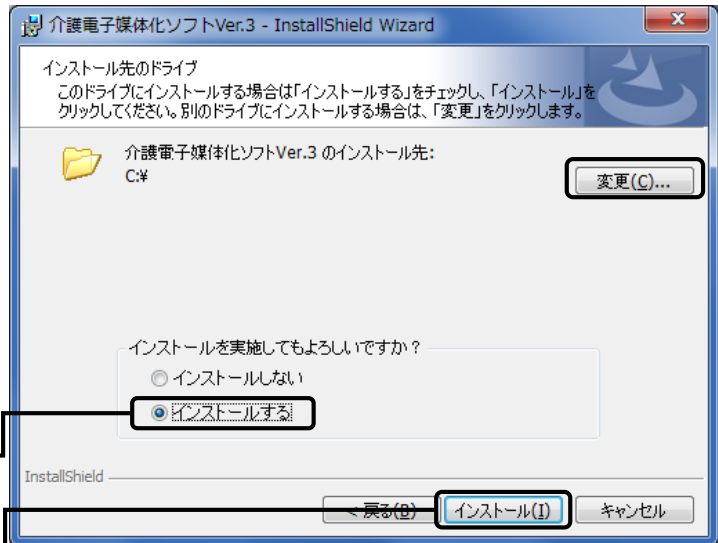 介護電子媒体化ソフトVer.3 - InstallShield Wizard
インストール先のドライブ
このドライブにインストールする場合は「インストールする」をチェックし、「インストール」を
クリックしてください。別のドライブにインストールする場合は、「変更」をクリックします。
介護電子媒体化ソフトVer.3 のインストール先:
C:¥
変更(C)...
インストールを実施してもよろしいですか？
インストールしない
インストールする
InstallShield
< 戻る(B)
インストール(I)
キャンセル